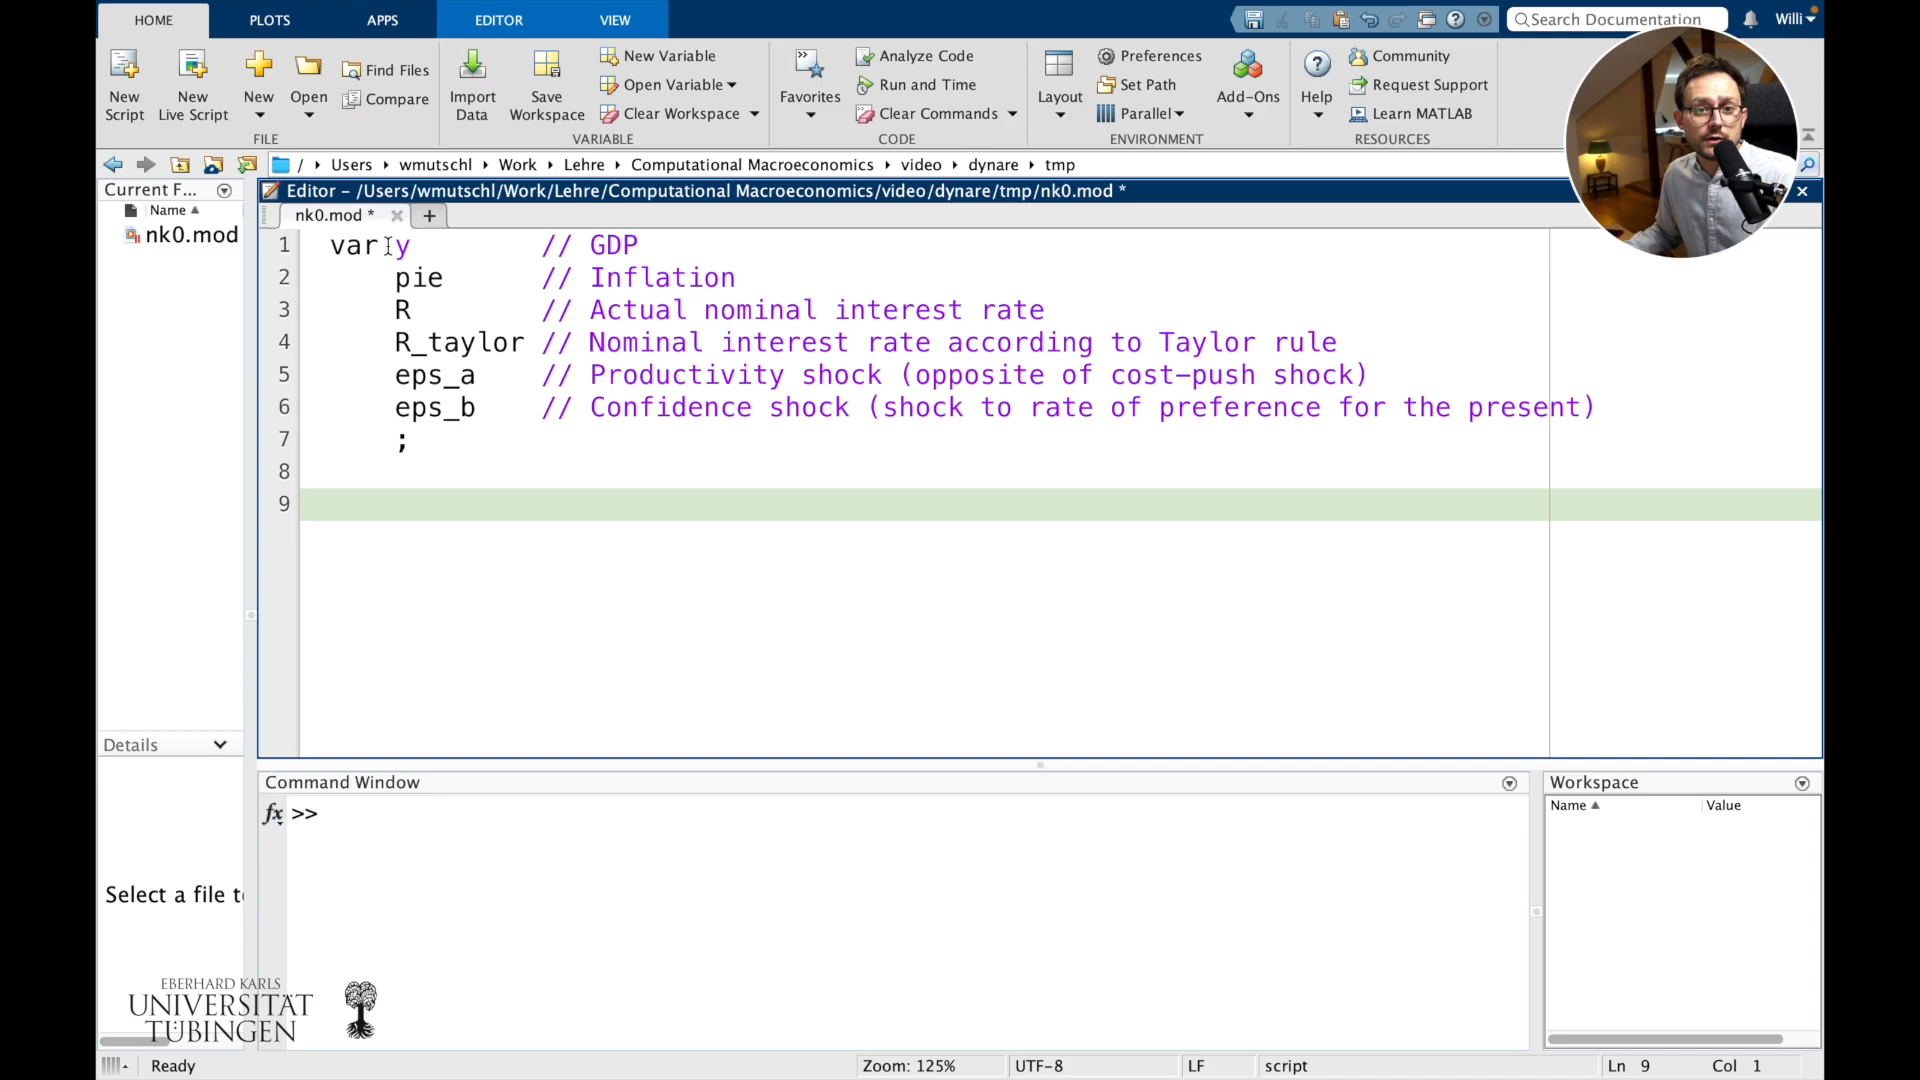 HOME PLOTS APPS EDITOR VIEW Search Documentation Willi
New Script
New Live Script
New
Open
Find Files
Compare
FILE
Import Data
Save Workspace
New Variable
Open Variable
Clear Workspace
VARIABLE
Favorites
Analyze Code
Run and Time
Clear Commands
CODE
Layout
Preferences
Set Path
Parallel
Add-Ons
ENVIRONMENT
Help
Community
Request Support
Learn MATLAB
RESOURCES
/ Users wmutschl Work Lehre Computational Macroeconomics video dynare tmp
Current F...
Name
nk0.mod
Editor - /Users/wmutschl/Work/Lehre/Computational Macroeconomics/video/dynare/tmp/nk0.mod *
nk0.mod *
1 var y // GDP
2 pie // Inflation
3 R // Actual nominal interest rate
4 R_taylor // Nominal interest rate according to Taylor rule
5 eps_a // Productivity shock (opposite of cost-push shock)
6 eps_b // Confidence shock (shock to rate of preference for the present)
7 ;
8
9
Details
Select a file to
Command Window
fx >>
Workspace
Name Value
EBERHARD KARLS
UNIVERSITÄT
TÜBINGEN
Ready Zoom: 125% UTF-8 LF script Ln 9 Col 1